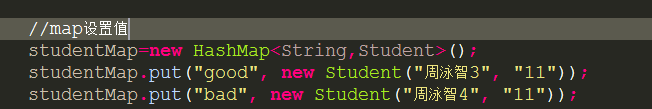 //map设置值
studentMap=new HashMap<String,Student>();
studentMap.put("good", new Student("周泳智3", "11"));
studentMap.put("bad", new Student("周泳智4", "11"));